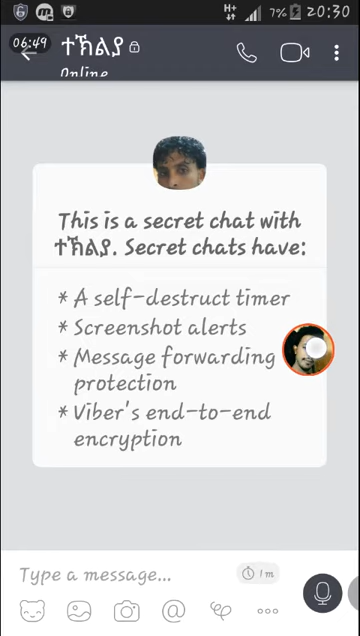 H+
7%
20:30
06:49
ተኽልያ
Online
This is a secret chat with
ተኽልያ. Secret chats have:
* A self-destruct timer
* Screenshot alerts
* Message forwarding
protection
* Viber's end-to-end
encryption
Type a message...
1m